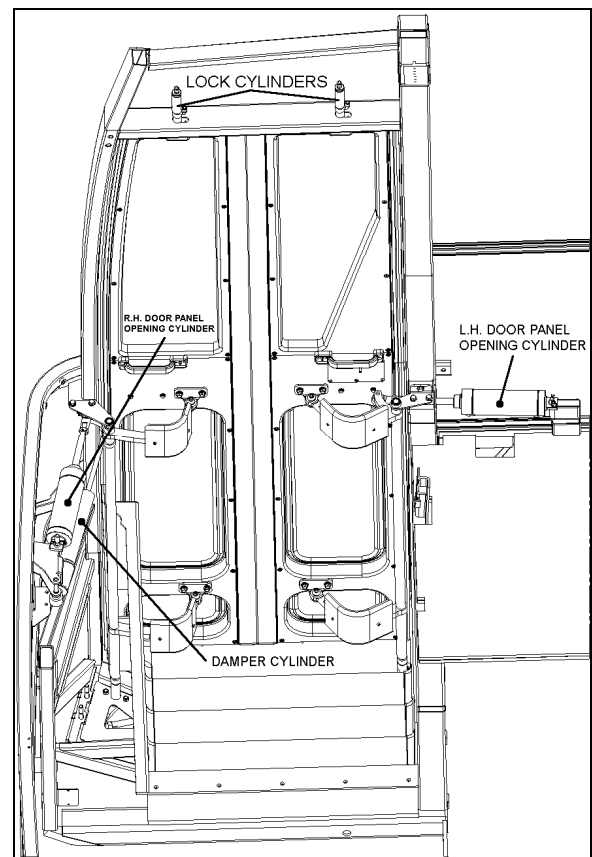 LOCK CYLINDERS
R.H. DOOR PANEL
OPENING CYLINDER
L.H. DOOR PANEL
OPENING CYLINDER
DAMPER CYLINDER